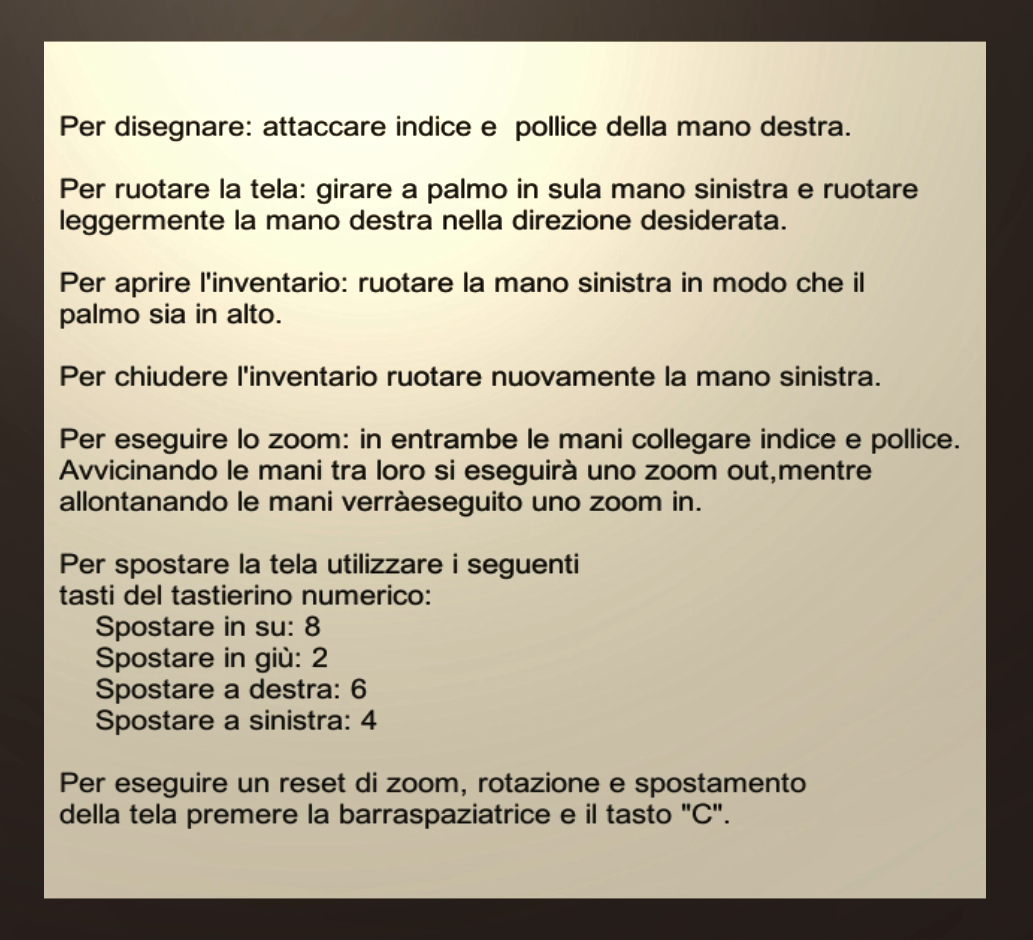 Per disegnare: attaccare indice e  pollice della mano destra.
Per ruotare la tela: girare a palmo in sula mano sinistra e ruotare
leggermente la mano destra nella direzione desiderata.
Per aprire l'inventario: ruotare la mano sinistra in modo che il
palmo sia in alto.
Per chiudere l'inventario ruotare nuovamente la mano sinistra.
Per eseguire lo zoom: in entrambe le mani collegare indice e pollice.
Avvicinando le mani tra loro si eseguirà uno zoom out,mentre
allontanando le mani verràeseguito uno zoom in.
Per spostare la tela utilizzare i seguenti
tasti del tastierino numerico:
Spostare in su: 8
Spostare in giù: 2
Spostare a destra: 6
Spostare a sinistra: 4
Per eseguire un reset di zoom, rotazione e spostamento
della tela premere la barraspaziatrice e il tasto "C".